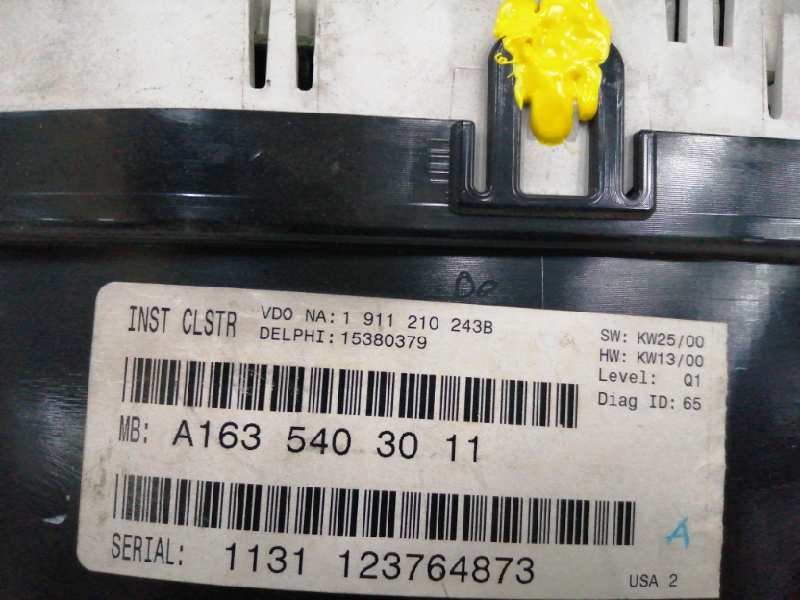 INST CLSTR
VDO NA: 1 911 210 243B
DELPHI: 15380379
SW: KW25/00
HW: KW13/00
Level: Q1
Diag ID: 65
MB: A163 540 30 11
SERIAL: 1131 123764873
A
USA 2